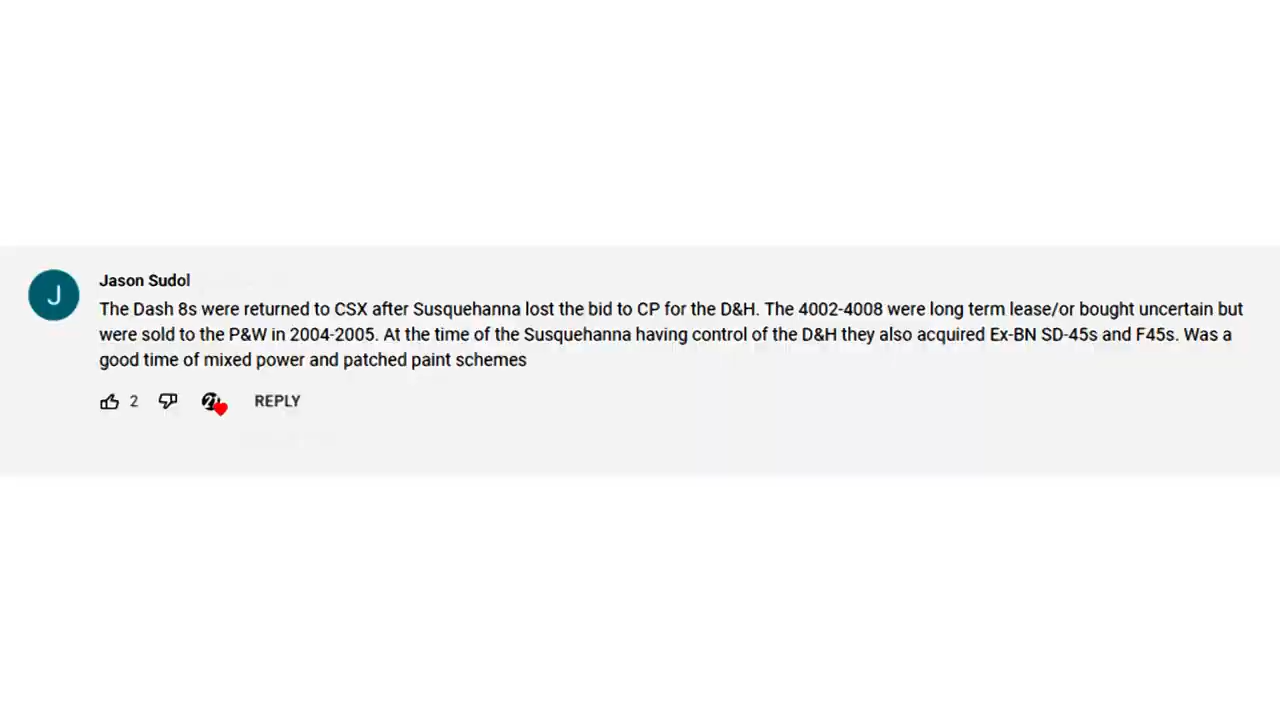 J
Jason Sudol
The Dash 8s were returned to CSX after Susquehanna lost the bid to CP for the D&H. The 4002-4008 were long term lease/or bought uncertain but
were sold to the P&W in 2004-2005. At the time of the Susquehanna having control of the D&H they also acquired Ex-BN SD-45s and F45s. Was a
good time of mixed power and patched paint schemes
2 REPLY